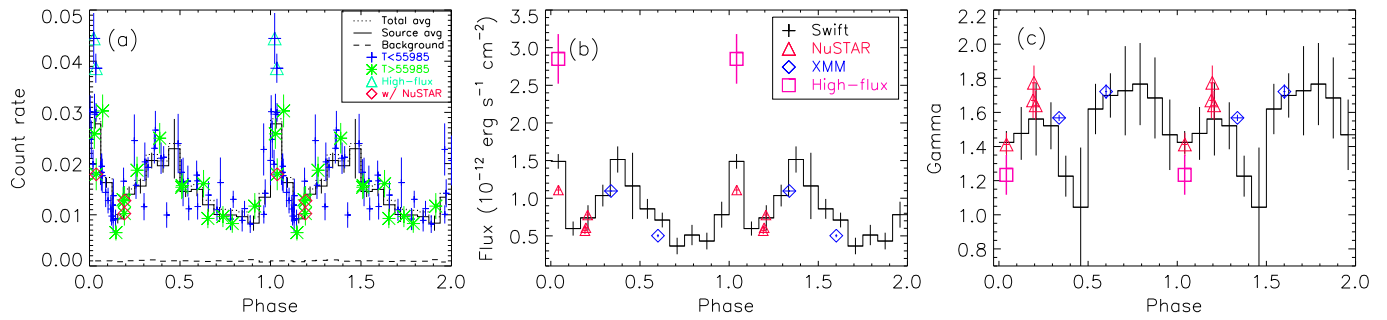 (a)
Total avg
Source avg
Background
T<55985
T>55985
High-flux
w/ NuSTAR
Count rate
0.05
0.04
0.03
0.02
0.01
0.00
0.0 0.5 1.0 1.5 2.0
Phase
(b)
Swift
NuSTAR
XMM
High-flux
Flux (10⁻¹² erg s⁻¹ cm⁻²)
3.5
3.0
2.5
2.0
1.5
1.0
0.5
0.0 0.5 1.0 1.5 2.0
Phase
(c)
Gamma
2.2
2.0
1.8
1.6
1.4
1.2
1.0
0.8
0.0 0.5 1.0 1.5 2.0
Phase